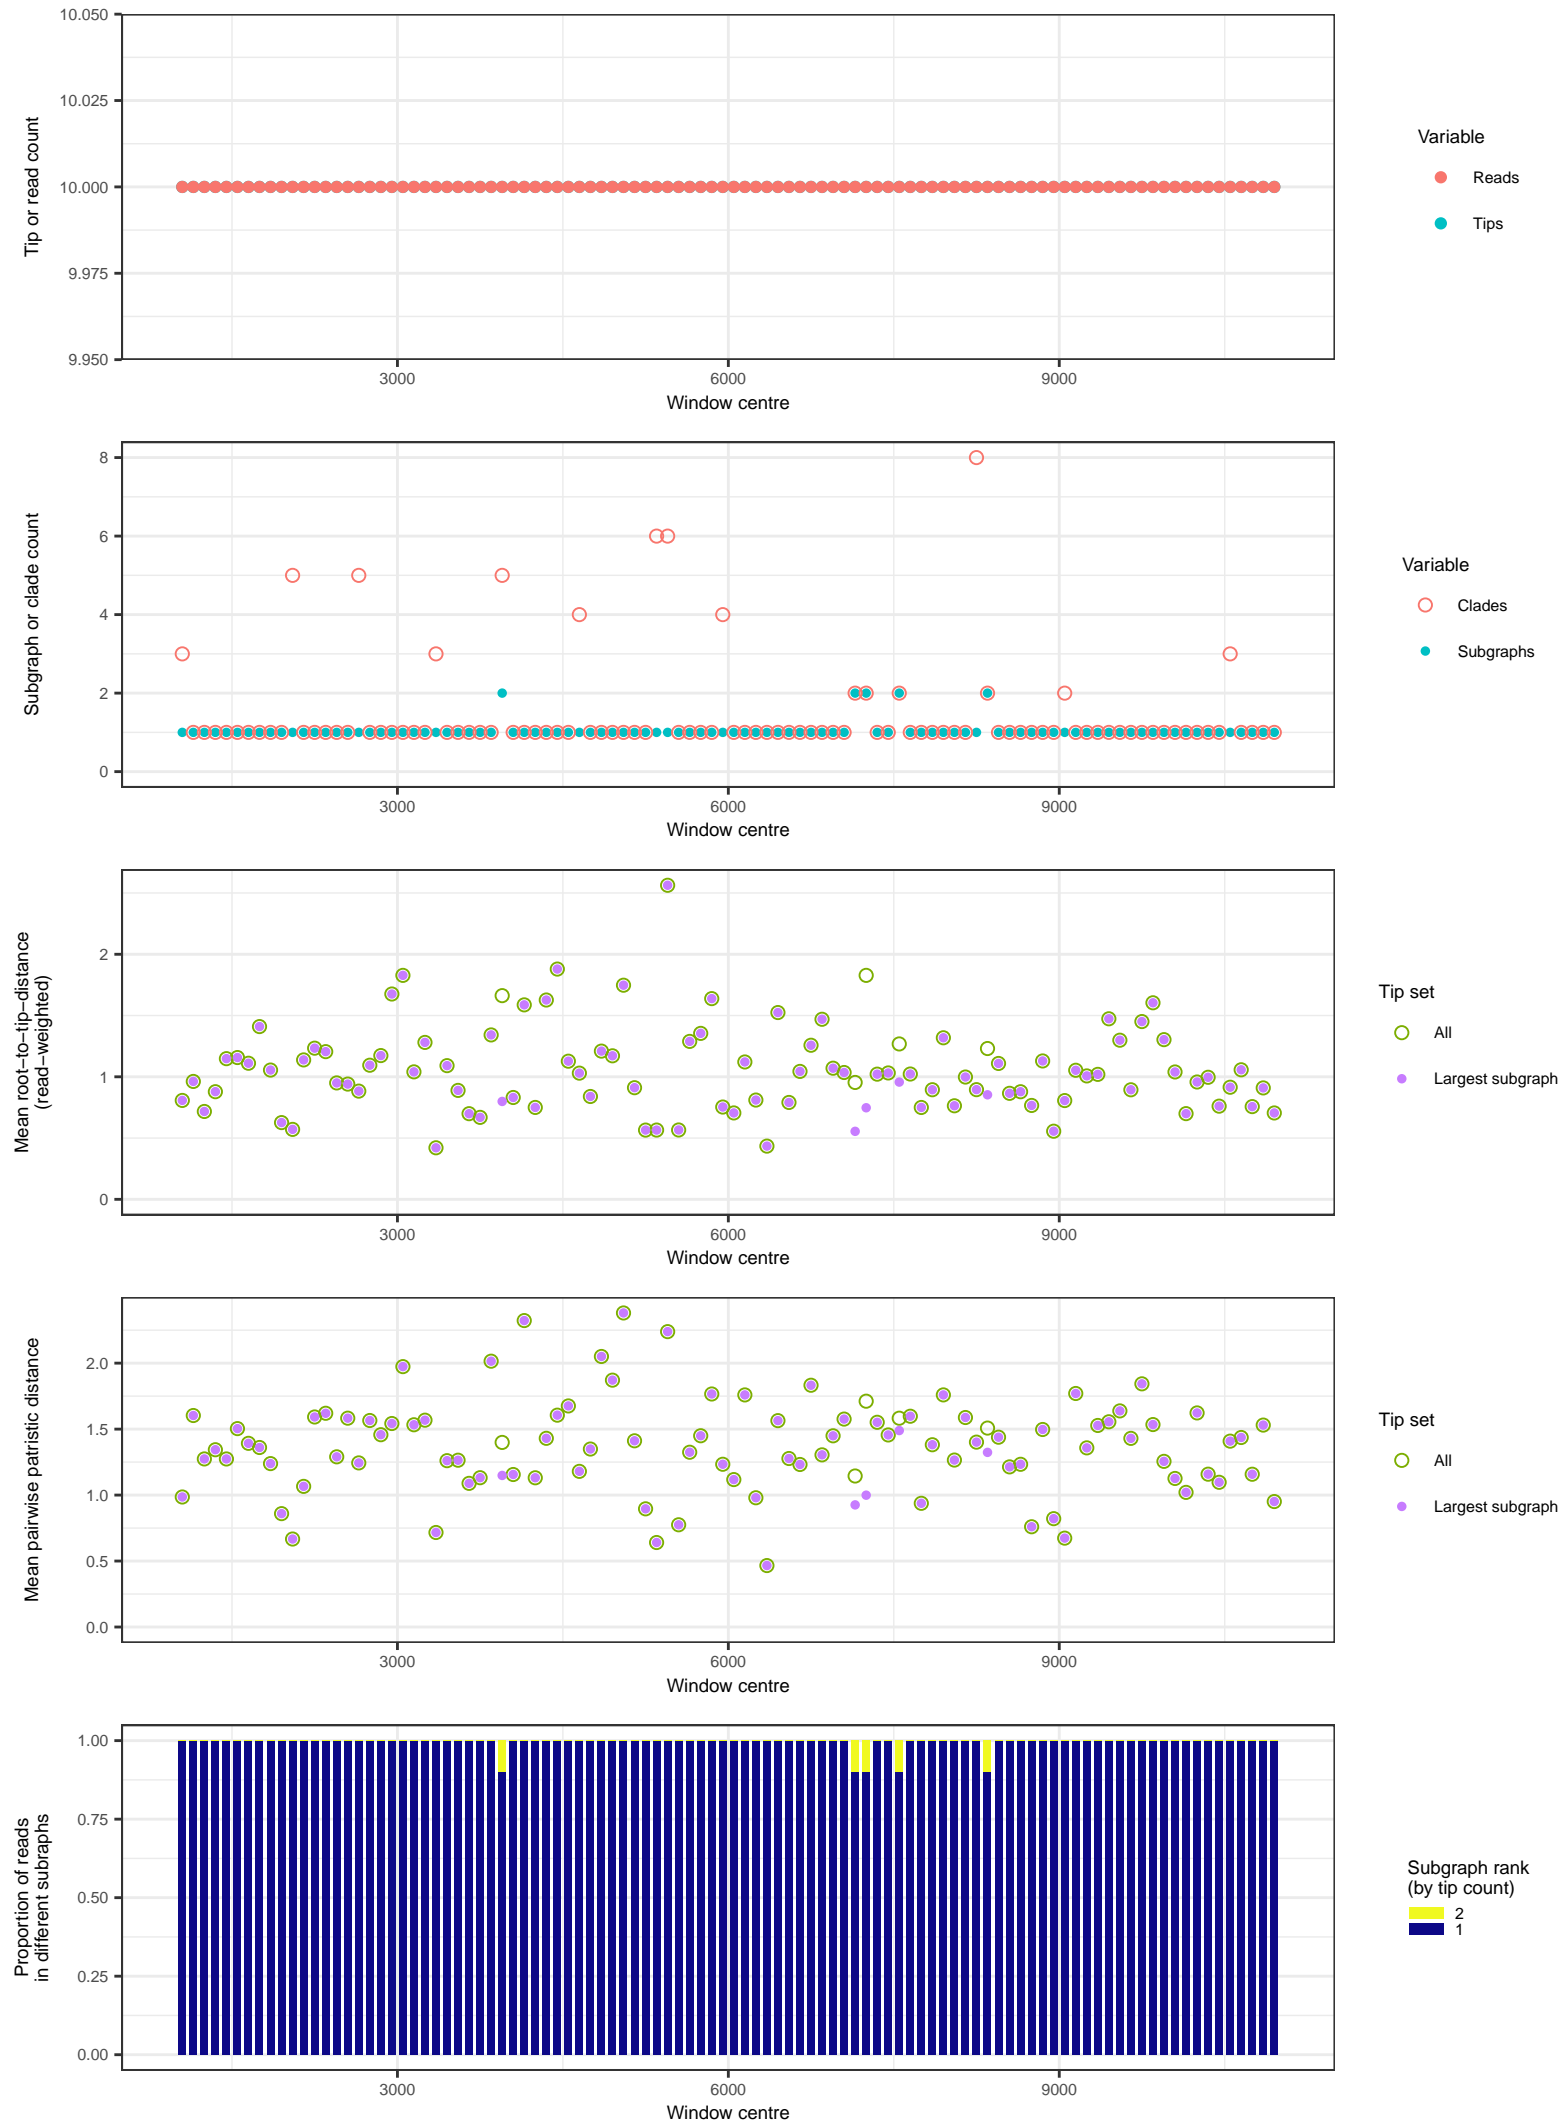 10.050
10.025
10.000
9.975
9.950
Tip or read count
3000
6000
9000
Window centre
Variable
Reads
Tips
8
6
4
2
0
Subgraph or clade count
3000
6000
9000
Window centre
Variable
Clades
Subgraphs
2
1
0
Mean root−to−tip−distance
(read−weighted)
3000
6000
9000
Window centre
Tip set
All
Largest subgraph
2.0
1.5
1.0
0.5
0.0
Mean pairwise patristic distance
3000
6000
9000
Window centre
Tip set
All
Largest subgraph
1.00
0.75
0.50
0.25
0.00
Proportion of reads
in different subraphs
3000
6000
9000
Window centre
Subgraph rank
(by tip count)
2
1